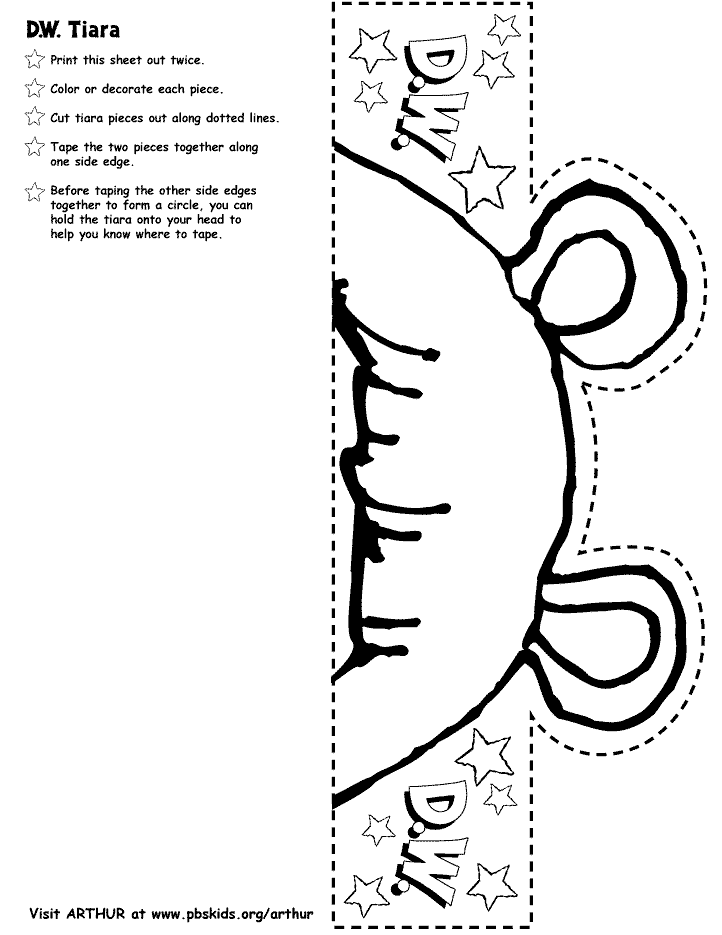 D.W. Tiara
Print this sheet out twice.
Color or decorate each piece.
Cut tiara pieces out along dotted lines.
Tape the two pieces together along
one side edge.
Before taping the other side edges
together to form a circle, you can
hold the tiara onto your head to
help you know where to tape.
D.W.
D.W.
Visit ARTHUR at www.pbskids.org/arthur